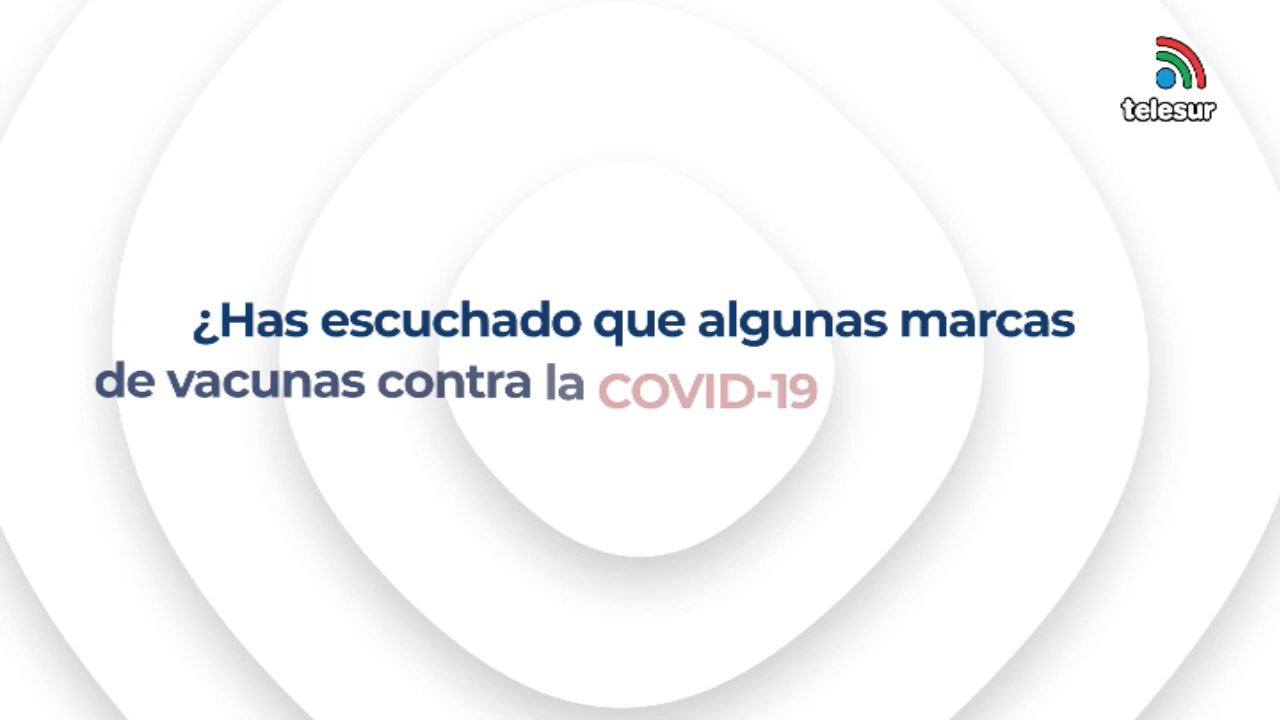 telesur
¿Has escuchado que algunas marcas
de vacunas contra la COVID-19